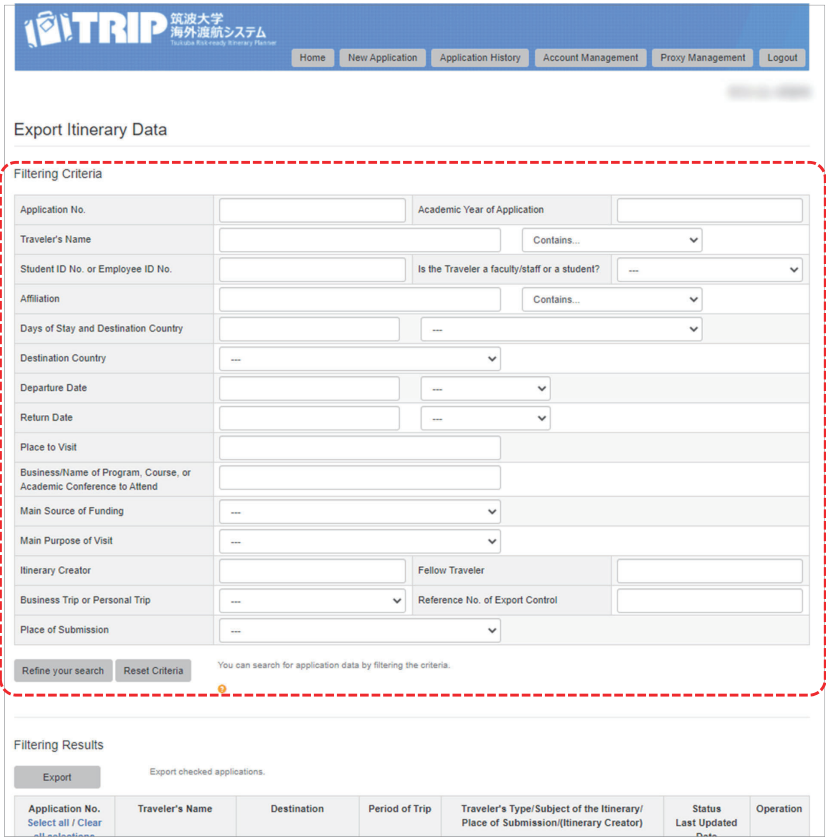 TRIP 筑波大学
海外渡航システム
Tsukuba Risk-ready Itinerary Planner
Home New Application Application History Account Management Proxy Management Logout
Export Itinerary Data
Filtering Criteria
Application No. Academic Year of Application
Traveler's Name Contains...
Student ID No. or Employee ID No. Is the Traveler a faculty/staff or a student? ---
Affiliation Contains...
Days of Stay and Destination Country ---
Destination Country ---
Departure Date ---
Return Date ---
Place to Visit
Business/Name of Program, Course, or
Academic Conference to Attend
Main Source of Funding ---
Main Purpose of Visit ---
Itinerary Creator Fellow Traveler
Business Trip or Personal Trip --- Reference No. of Export Control
Place of Submission ---
Refine your search Reset Criteria You can search for application data by filtering the criteria.
?
Filtering Results
Export Export checked applications.
Application No. Traveler's Name Destination Period of Trip Traveler's Type/Subject of the Itinerary/ Status Operation
Select all / Clear Place of Submission/(Itinerary Creator) Last Updated
all selections Date